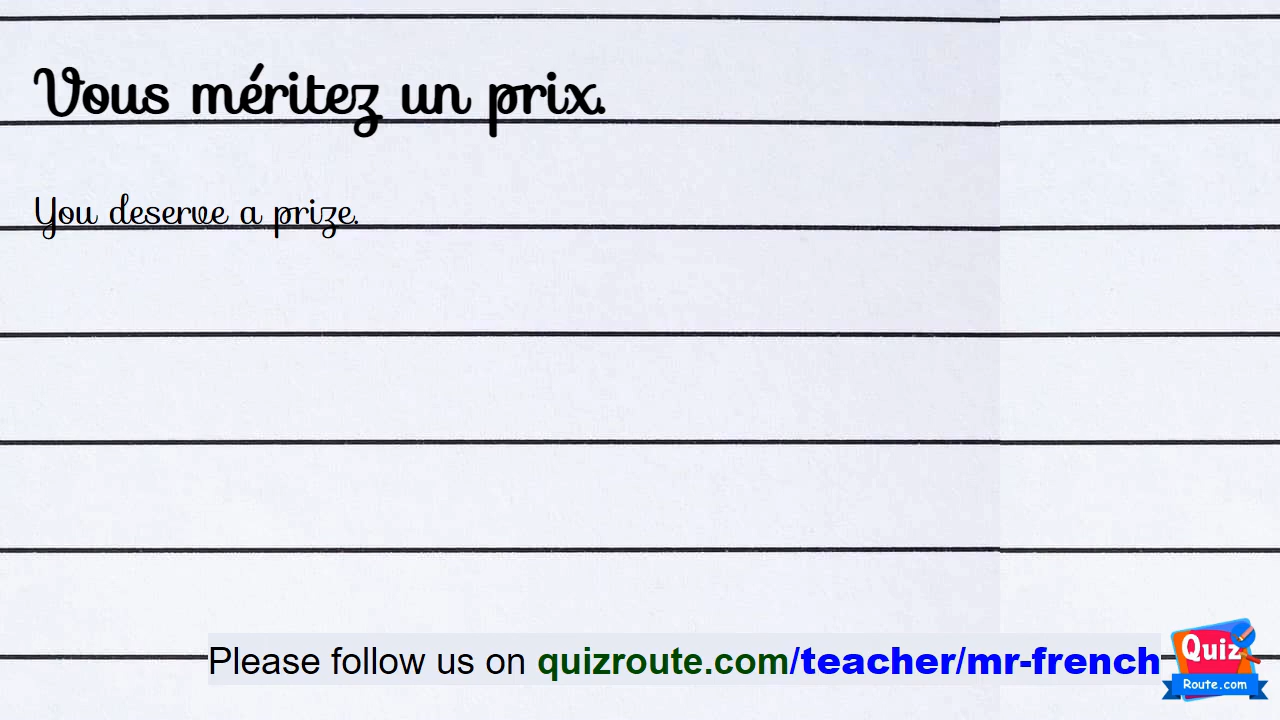 Vous méritez un prix.
You deserve a prize.
Please follow us on quizroute.com/teacher/mr-french
Quiz
Route.com